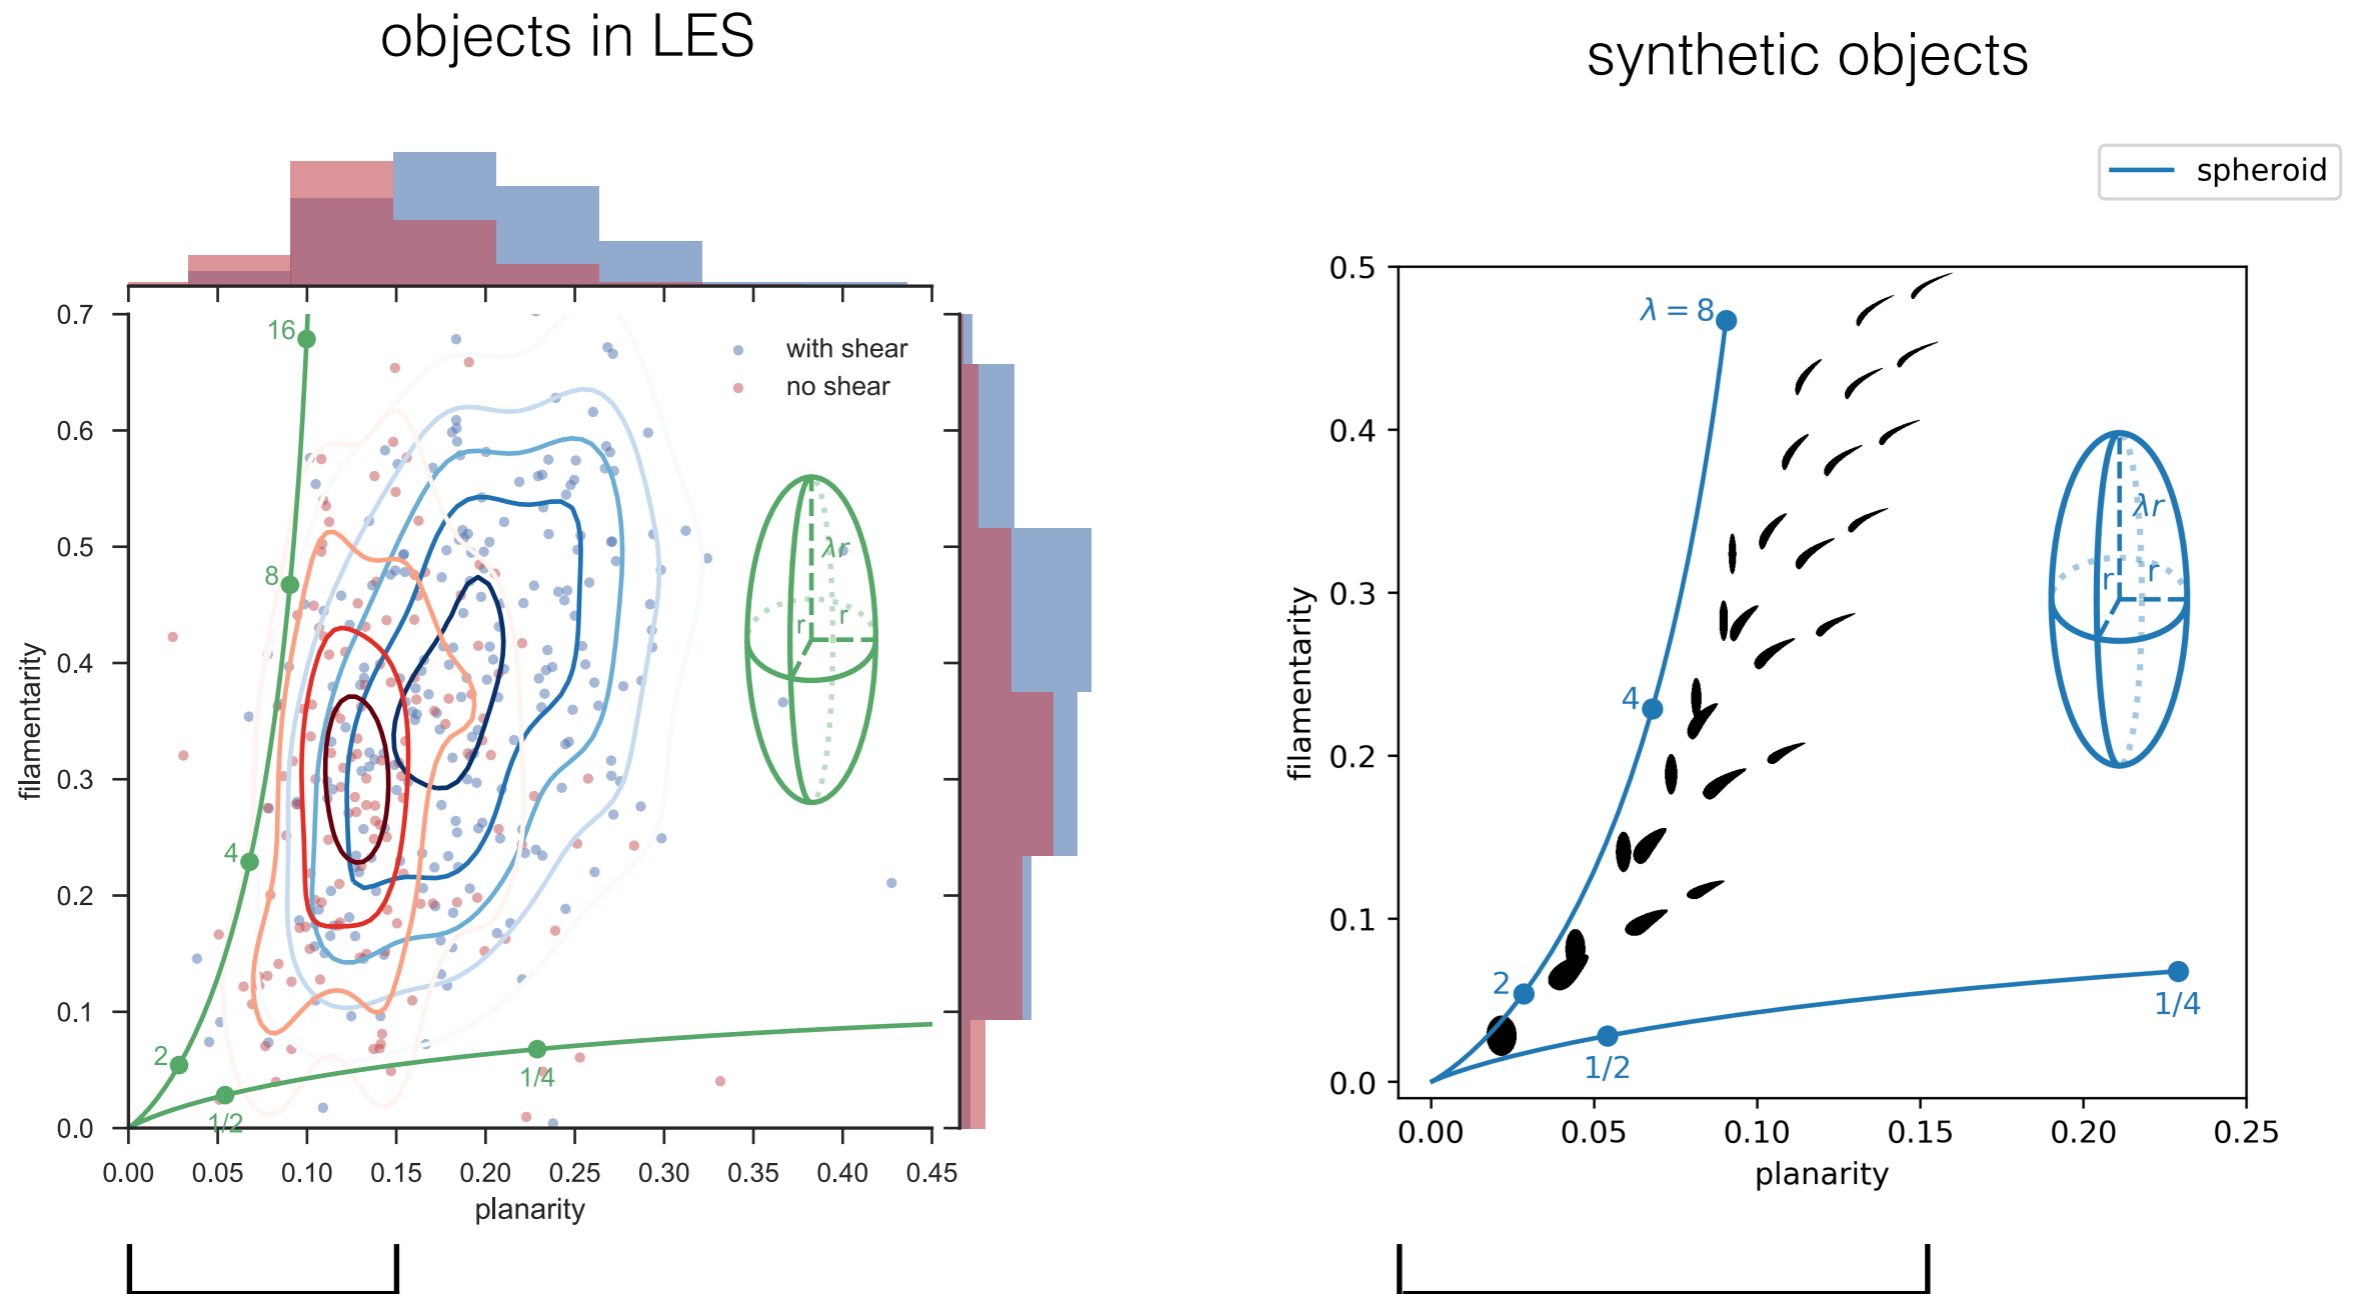 objects in LES
synthetic objects
spheroid
with shear
no shear
0.7
0.6
0.5
0.4
0.3
0.2
0.1
0.0
filamentarity
16
8
4
2
1/2
1/4
λr
r
r
0.00 0.05 0.10 0.15 0.20 0.25 0.30 0.35 0.40 0.45
planarity
0.5
0.4
0.3
0.2
0.1
0.0
filamentarity
λ = 8
4
2
1/2
1/4
λr
r
r
0.00 0.05 0.10 0.15 0.20 0.25
planarity